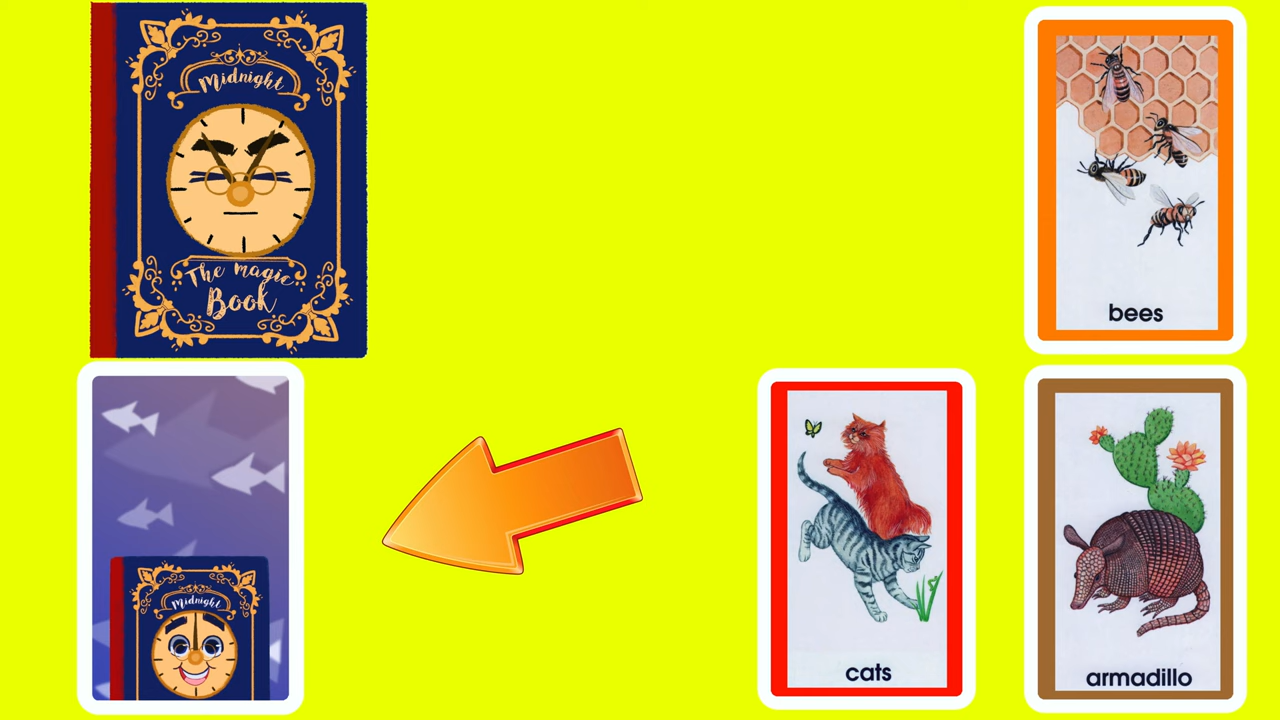 Midnight
The magic
Book
bees
Midnight
cats
armadillo